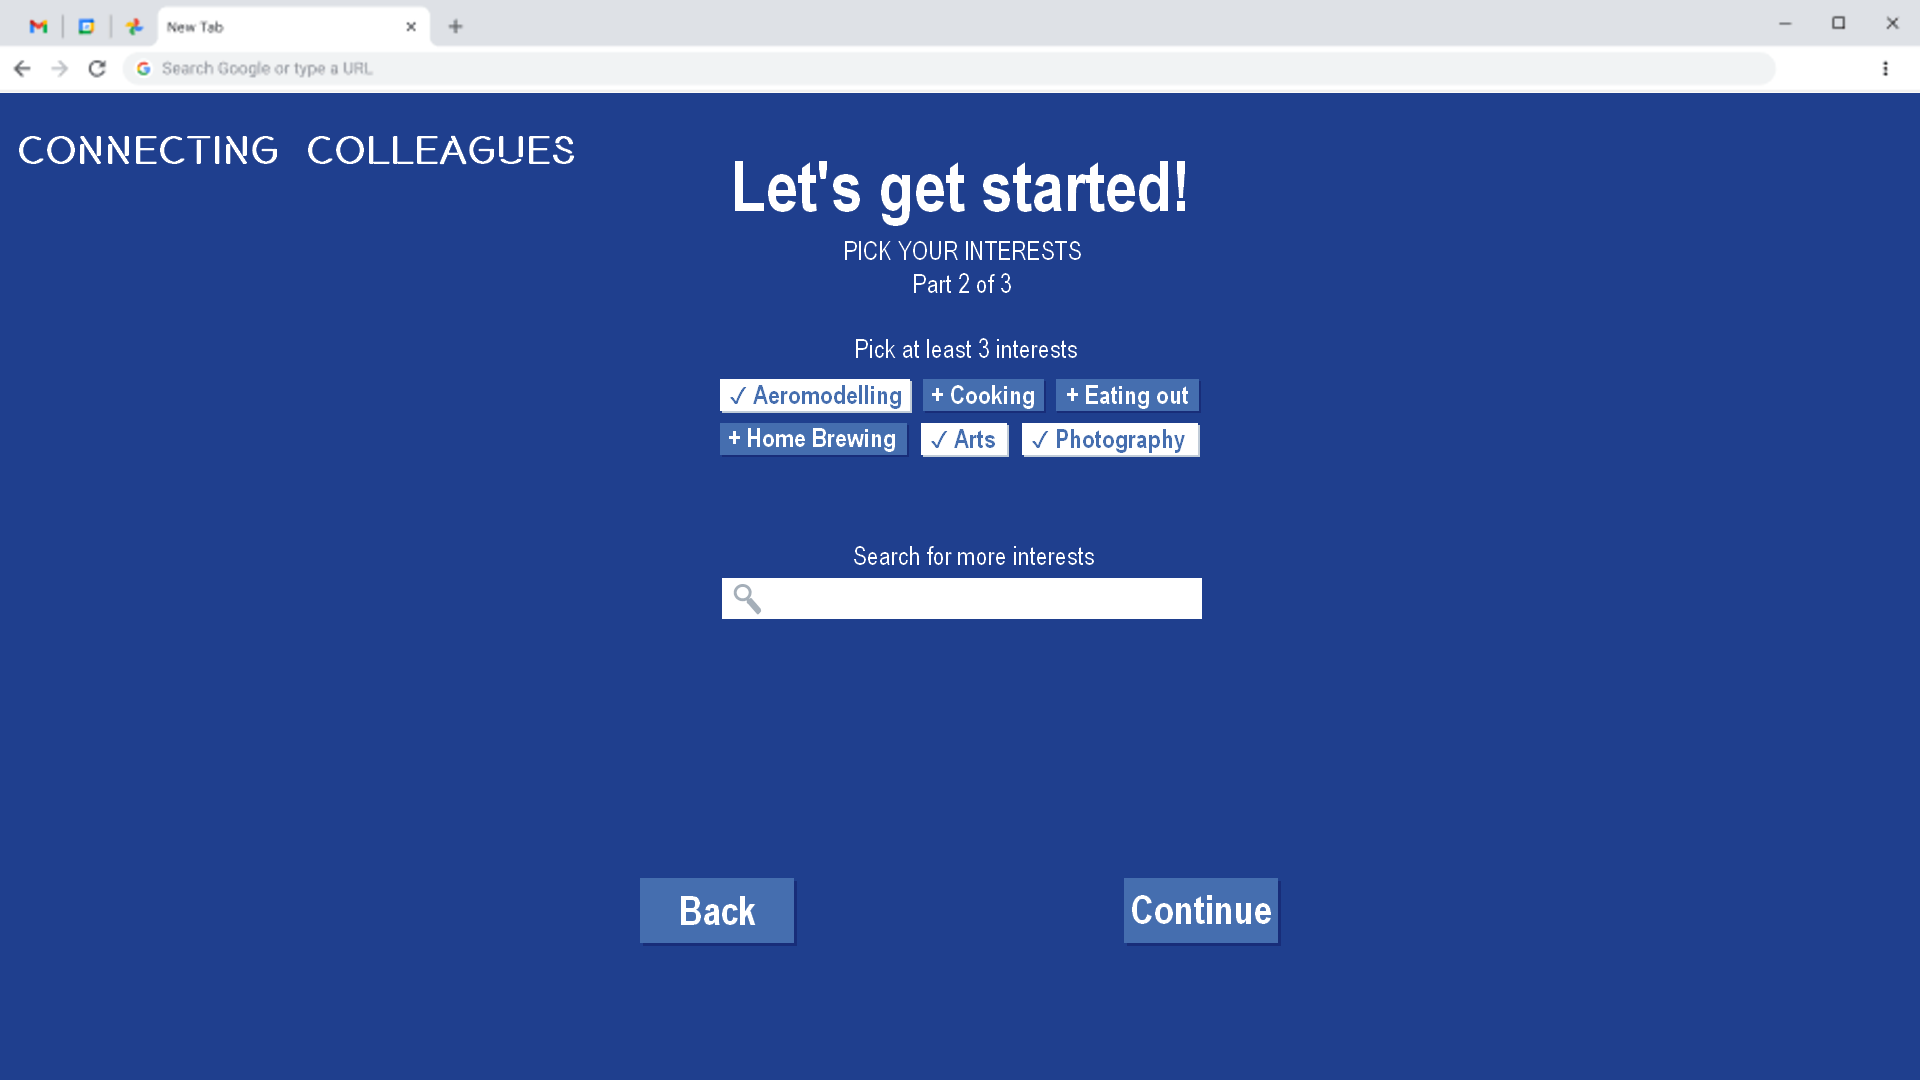 New Tab
Search Google or type a URL
CONNECTING COLLEAGUES
Let's get started!
PICK YOUR INTERESTS
Part 2 of 3
Pick at least 3 interests
✓ Aeromodelling + Cooking + Eating out
+ Home Brewing ✓ Arts ✓ Photography
Search for more interests
Back Continue